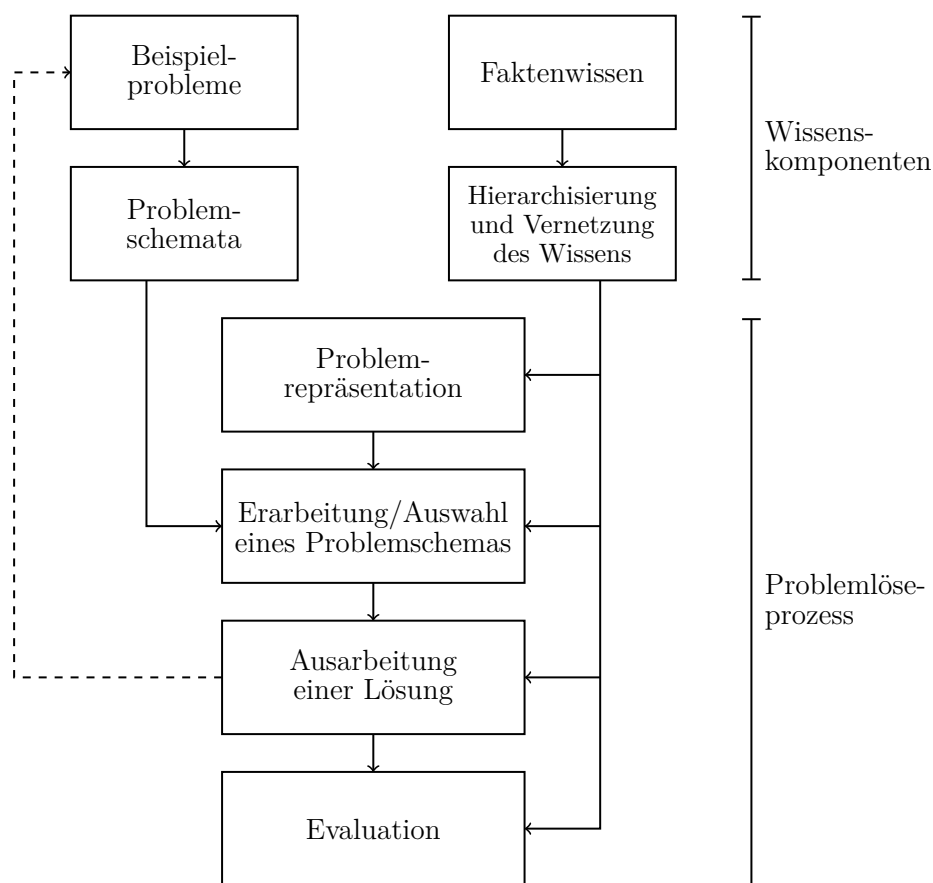 Beispiel-
probleme
Faktenwissen
Wissens-
komponenten
Problem-
schemata
Hierarchisierung
und Vernetzung
des Wissens
Problem-
repräsentation
Erarbeitung/Auswahl
eines Problemschemas
Problemlöse-
prozess
Ausarbeitung
einer Lösung
Evaluation